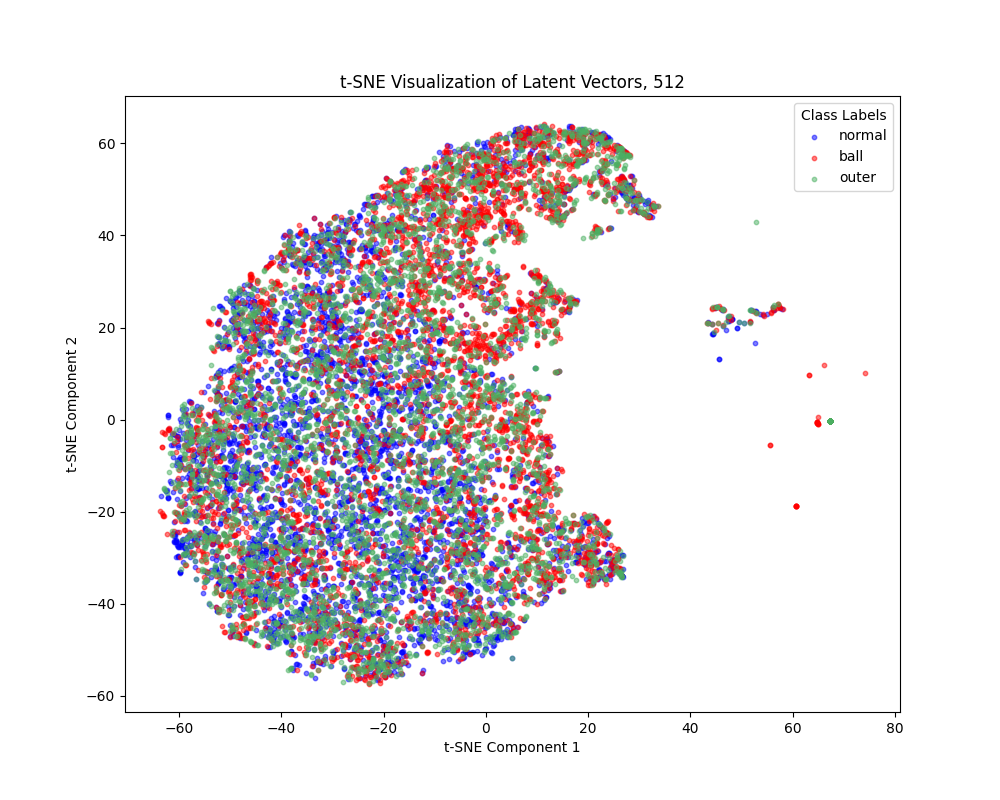 t-SNE Visualization of Latent Vectors, 512
Class Labels
normal
ball
outer
60
40
20
0
−20
−40
−60
t-SNE Component 2
−60
−40
−20
0
20
40
60
80
t-SNE Component 1